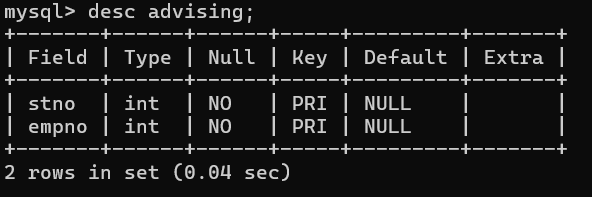 mysql> desc advising;
+-------+------+------+-----+---------+-------+
| Field | Type | Null | Key | Default | Extra |
+-------+------+------+-----+---------+-------+
| stno  | int  | NO   | PRI | NULL    |       |
| empno | int  | NO   | PRI | NULL    |       |
+-------+------+------+-----+---------+-------+
2 rows in set (0.04 sec)